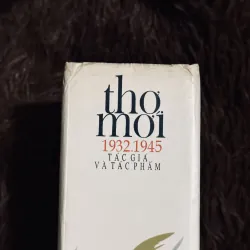 thơ
mới
1932.1945
TÁC GIẢ
VÀ TÁC PHẨM